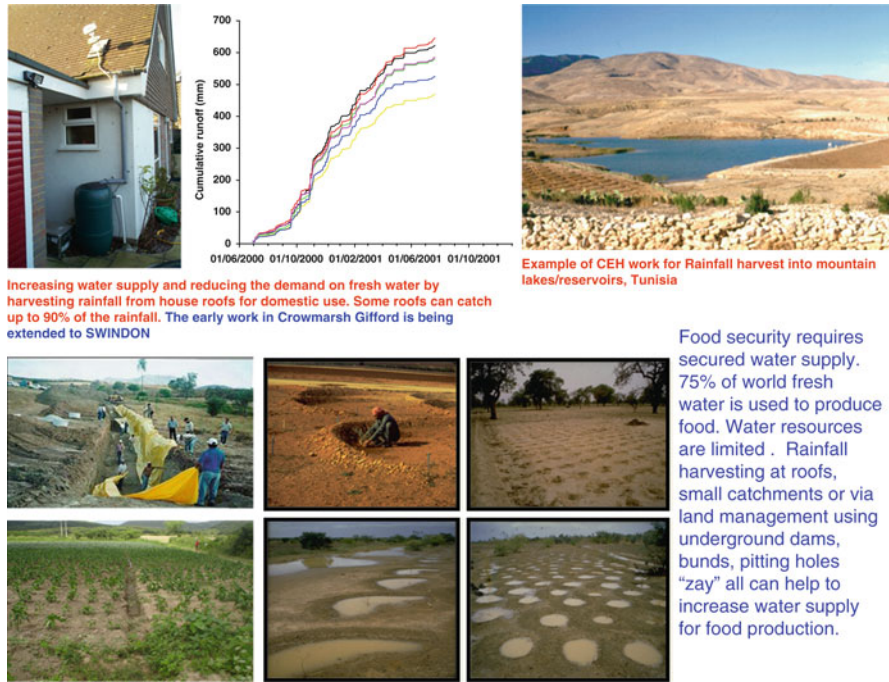 700
600
500
400
300
200
100
0
Cumulative runoff (mm)
01/06/2000 01/10/2000 01/02/2001 01/06/2001 01/10/2001
Increasing water supply and reducing the demand on fresh water by
harvesting rainfall from house roofs for domestic use. Some roofs can catch
up to 90% of the rainfall. The early work in Crowmarsh Gifford is being
extended to SWINDON
Example of CEH work for Rainfall harvest into mountain
lakes/reservoirs, Tunisia
Food security requires
secured water supply.
75% of world fresh
water is used to produce
food. Water resources
are limited . Rainfall
harvesting at roofs,
small catchments or via
land management using
underground dams,
bunds, pitting holes
“zay” all can help to
increase water supply
for food production.